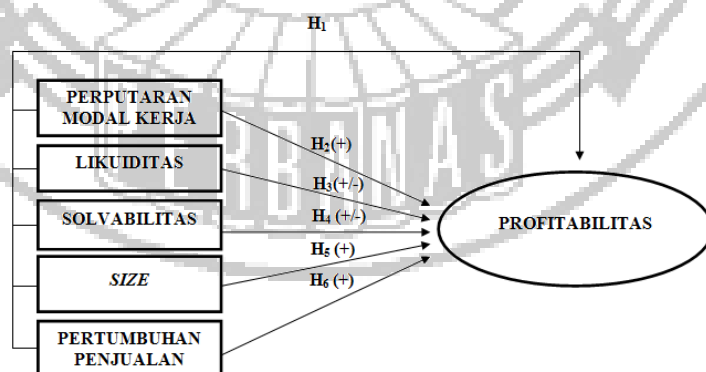 H1
PERPUTARAN
MODAL KERJA
LIKUIDITAS
SOLVABILITAS
SIZE
PERTUMBUHAN
PENJUALAN
H2(+)
H3(+/-)
H4 (+/-)
H5 (+)
H6 (+)
PROFITABILITAS